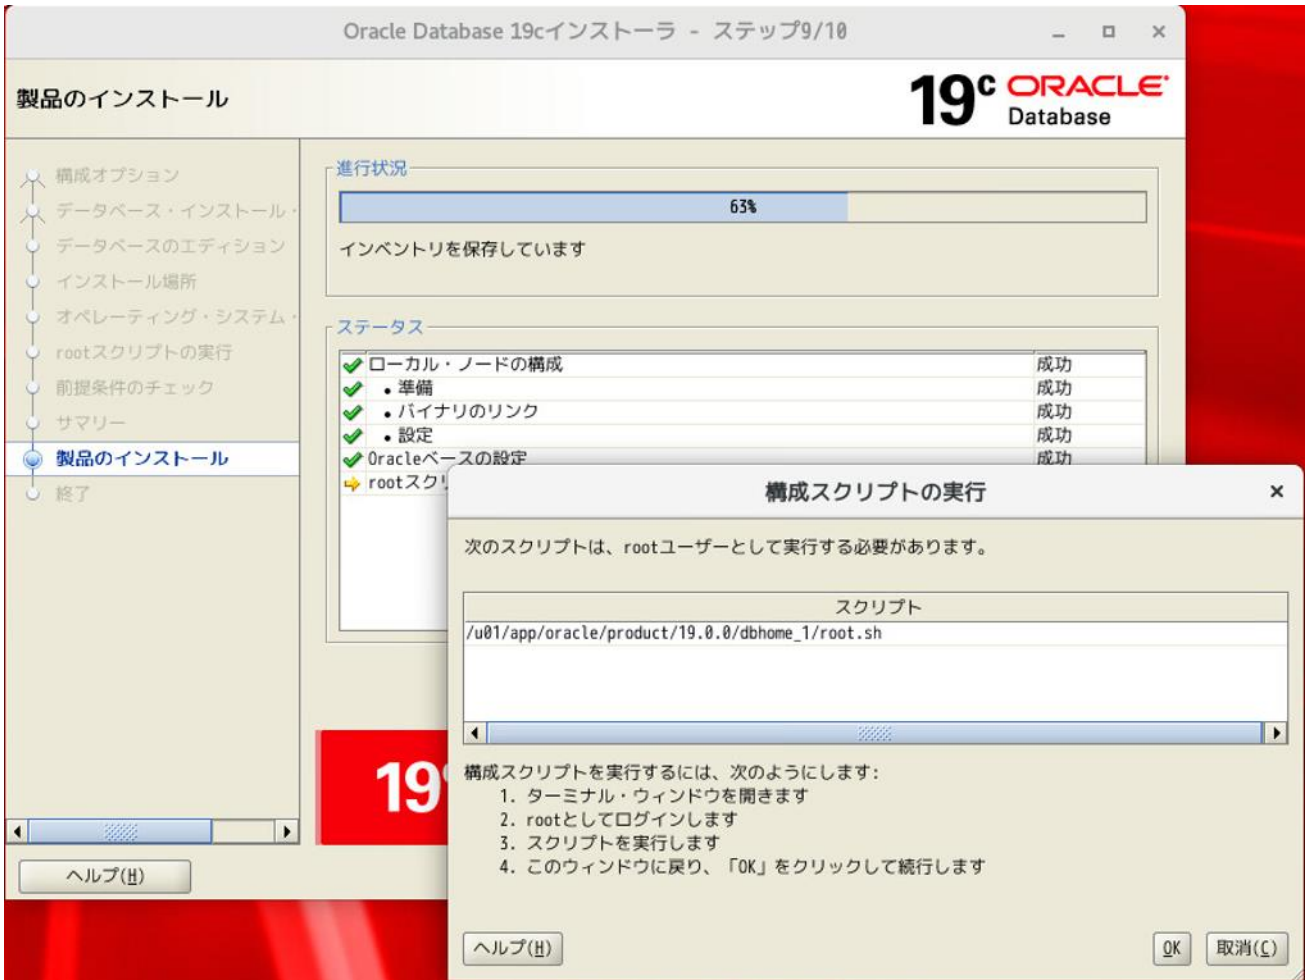 Oracle Database 19cインストーラ - ステップ9/10
製品のインストール
19c ORACLE
Database
構成オプション
データベース・インストール・
データベースのエディション
インストール場所
オペレーティング・システム・
rootスクリプトの実行
前提条件のチェック
サマリー
製品のインストール
終了
進行状況
63%
インベントリを保存しています
ステータス
ローカル・ノードの構成 成功
• 準備 成功
• バイナリのリンク 成功
• 設定 成功
Oracleベースの設定 成功
rootスクリ
19
ヘルプ(H)
構成スクリプトの実行
次のスクリプトは、rootユーザーとして実行する必要があります。
スクリプト
/u01/app/oracle/product/19.0.0/dbhome_1/root.sh
構成スクリプトを実行するには、次のようにします:
1. ターミナル・ウィンドウを開きます
2. rootとしてログインします
3. スクリプトを実行します
4. このウィンドウに戻り、「OK」をクリックして続行します
ヘルプ(H)
OK
取消(C)